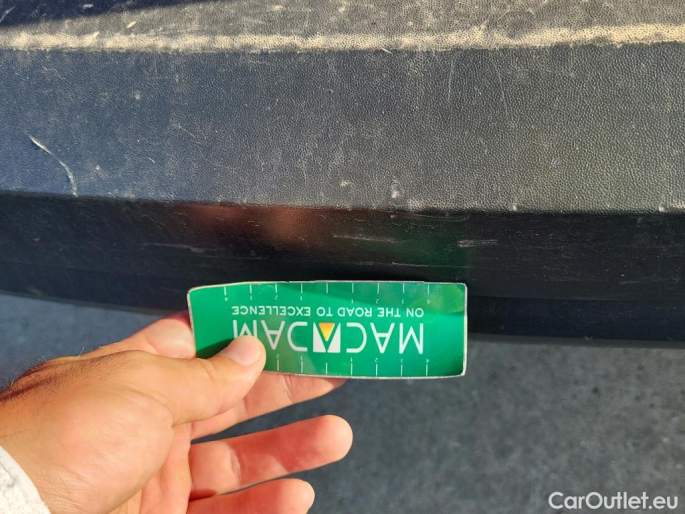 MACADAM
ON THE ROAD TO EXCELLENCE
CarOutlet.eu